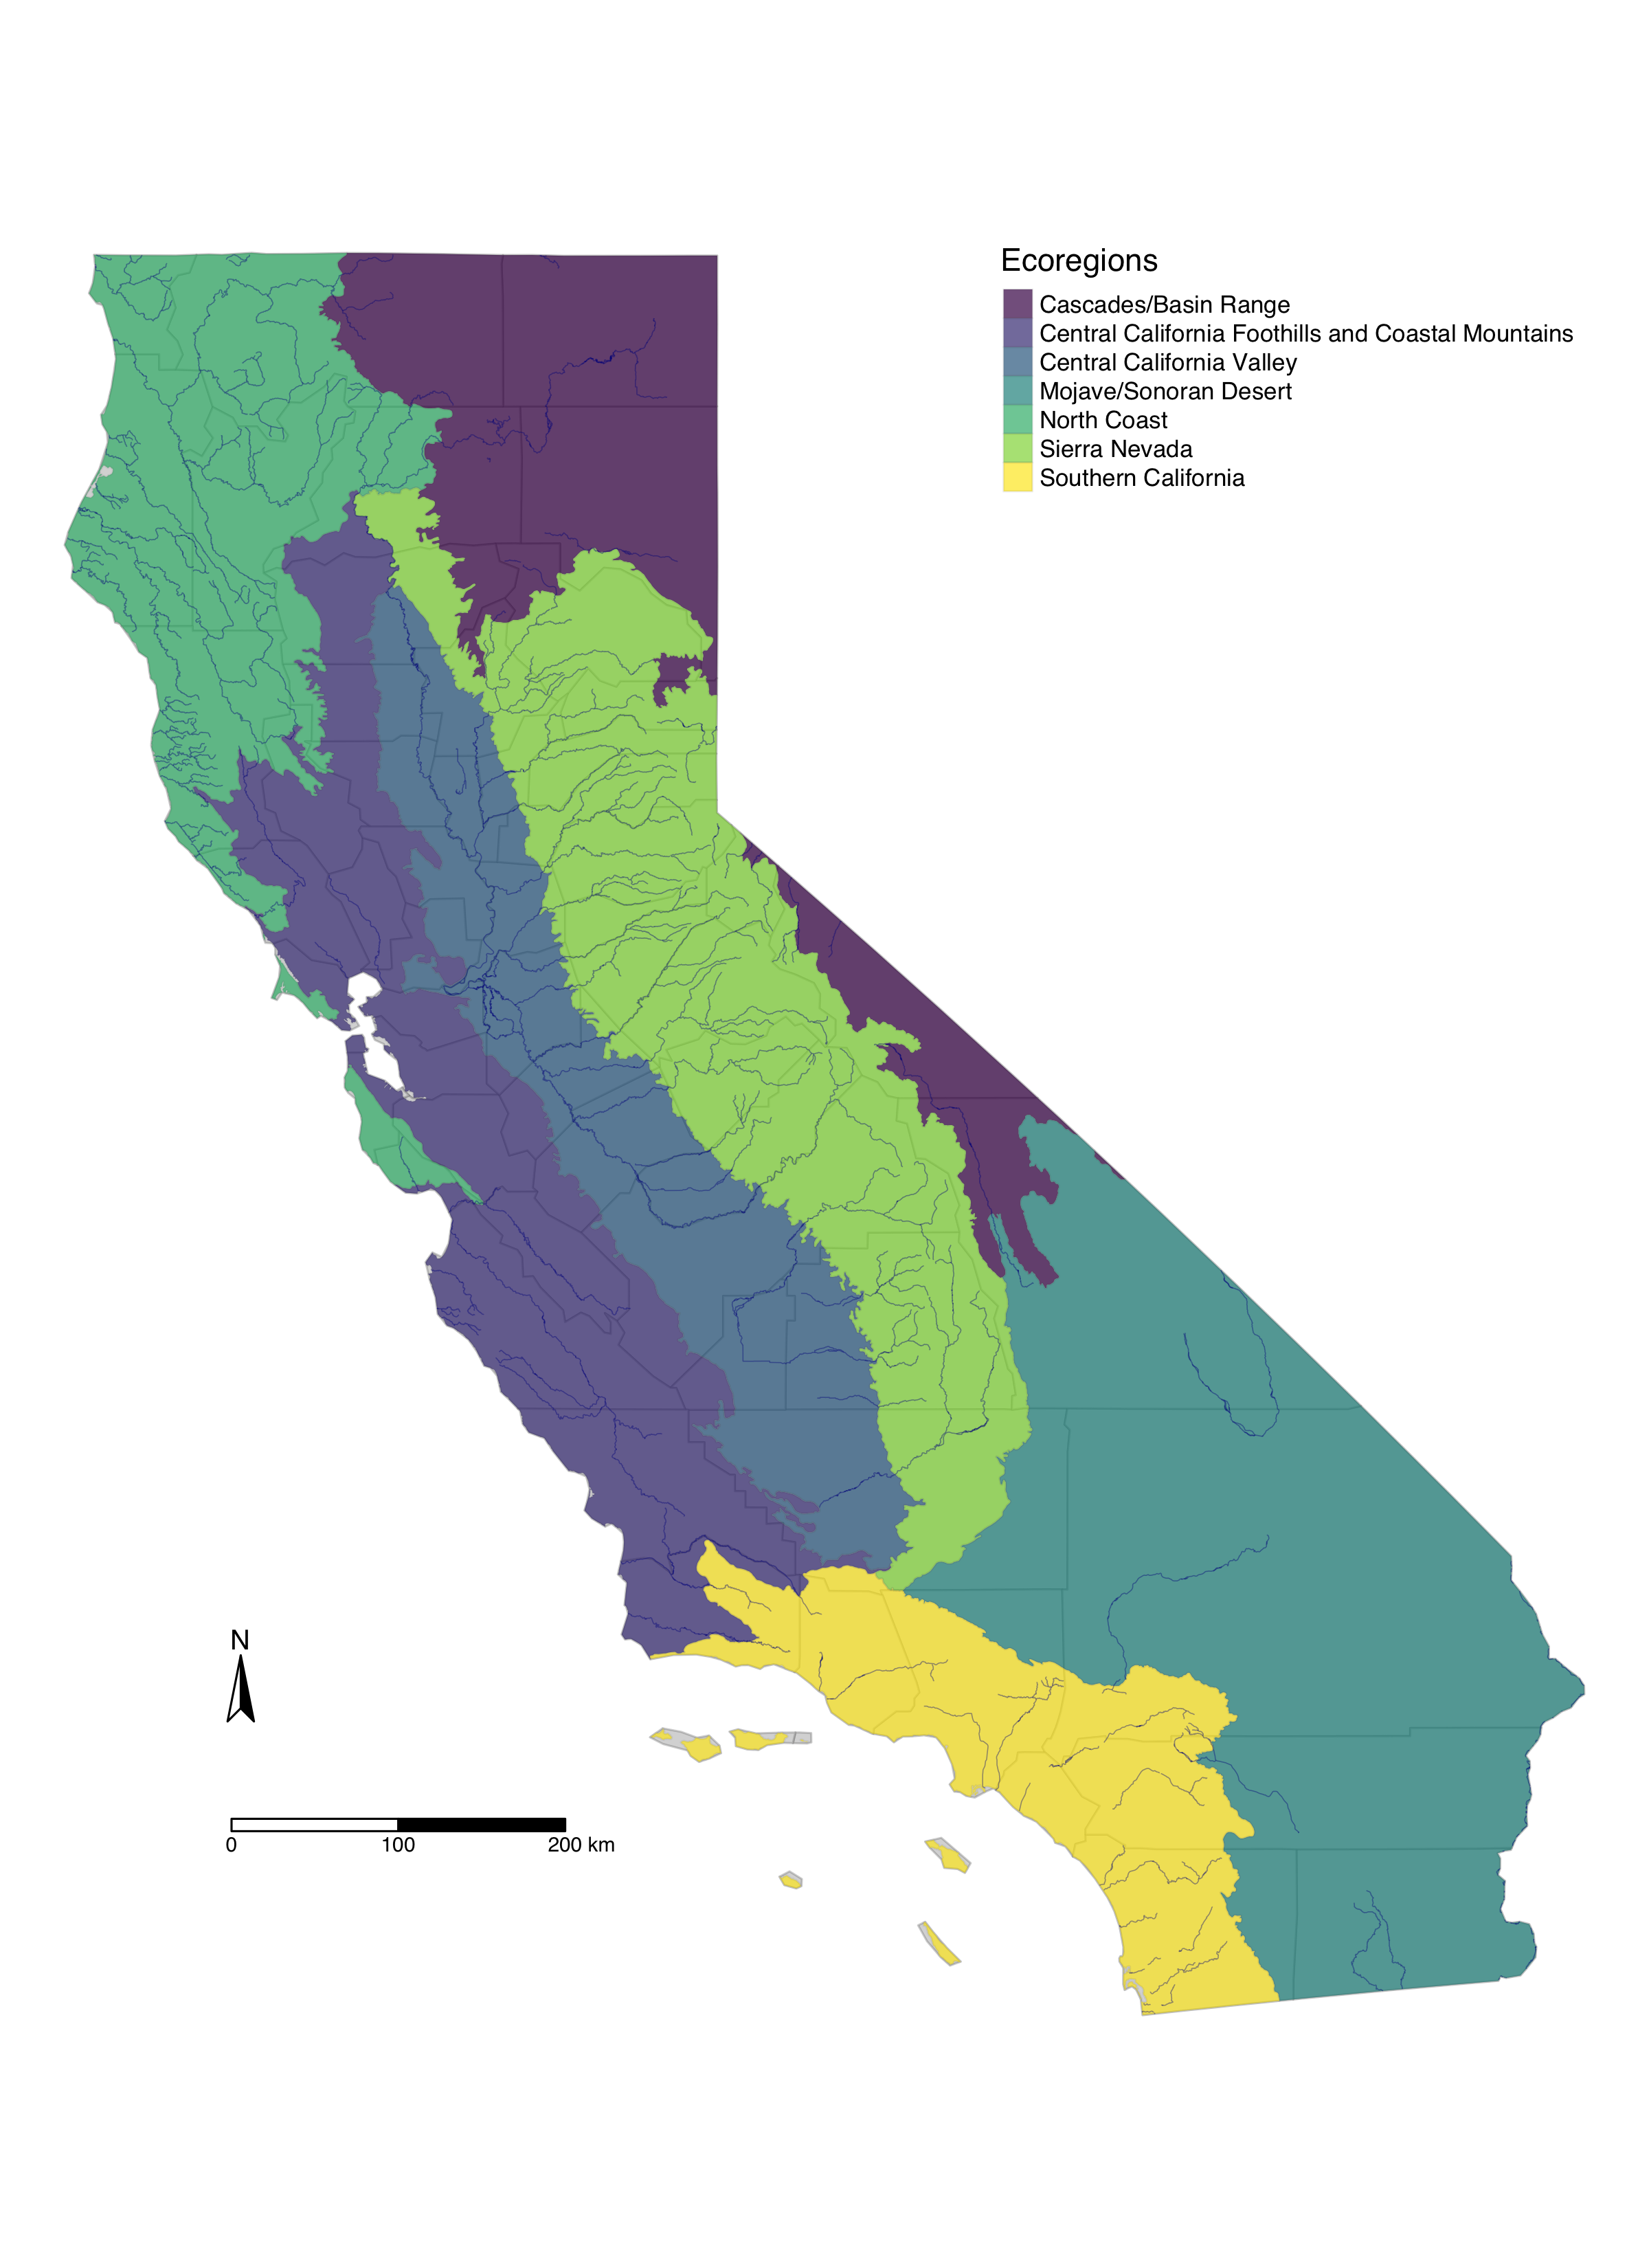 Ecoregions
Cascades/Basin Range
Central California Foothills and Coastal Mountains
Central California Valley
Mojave/Sonoran Desert
North Coast
Sierra Nevada
Southern California
N
0 100 200 km